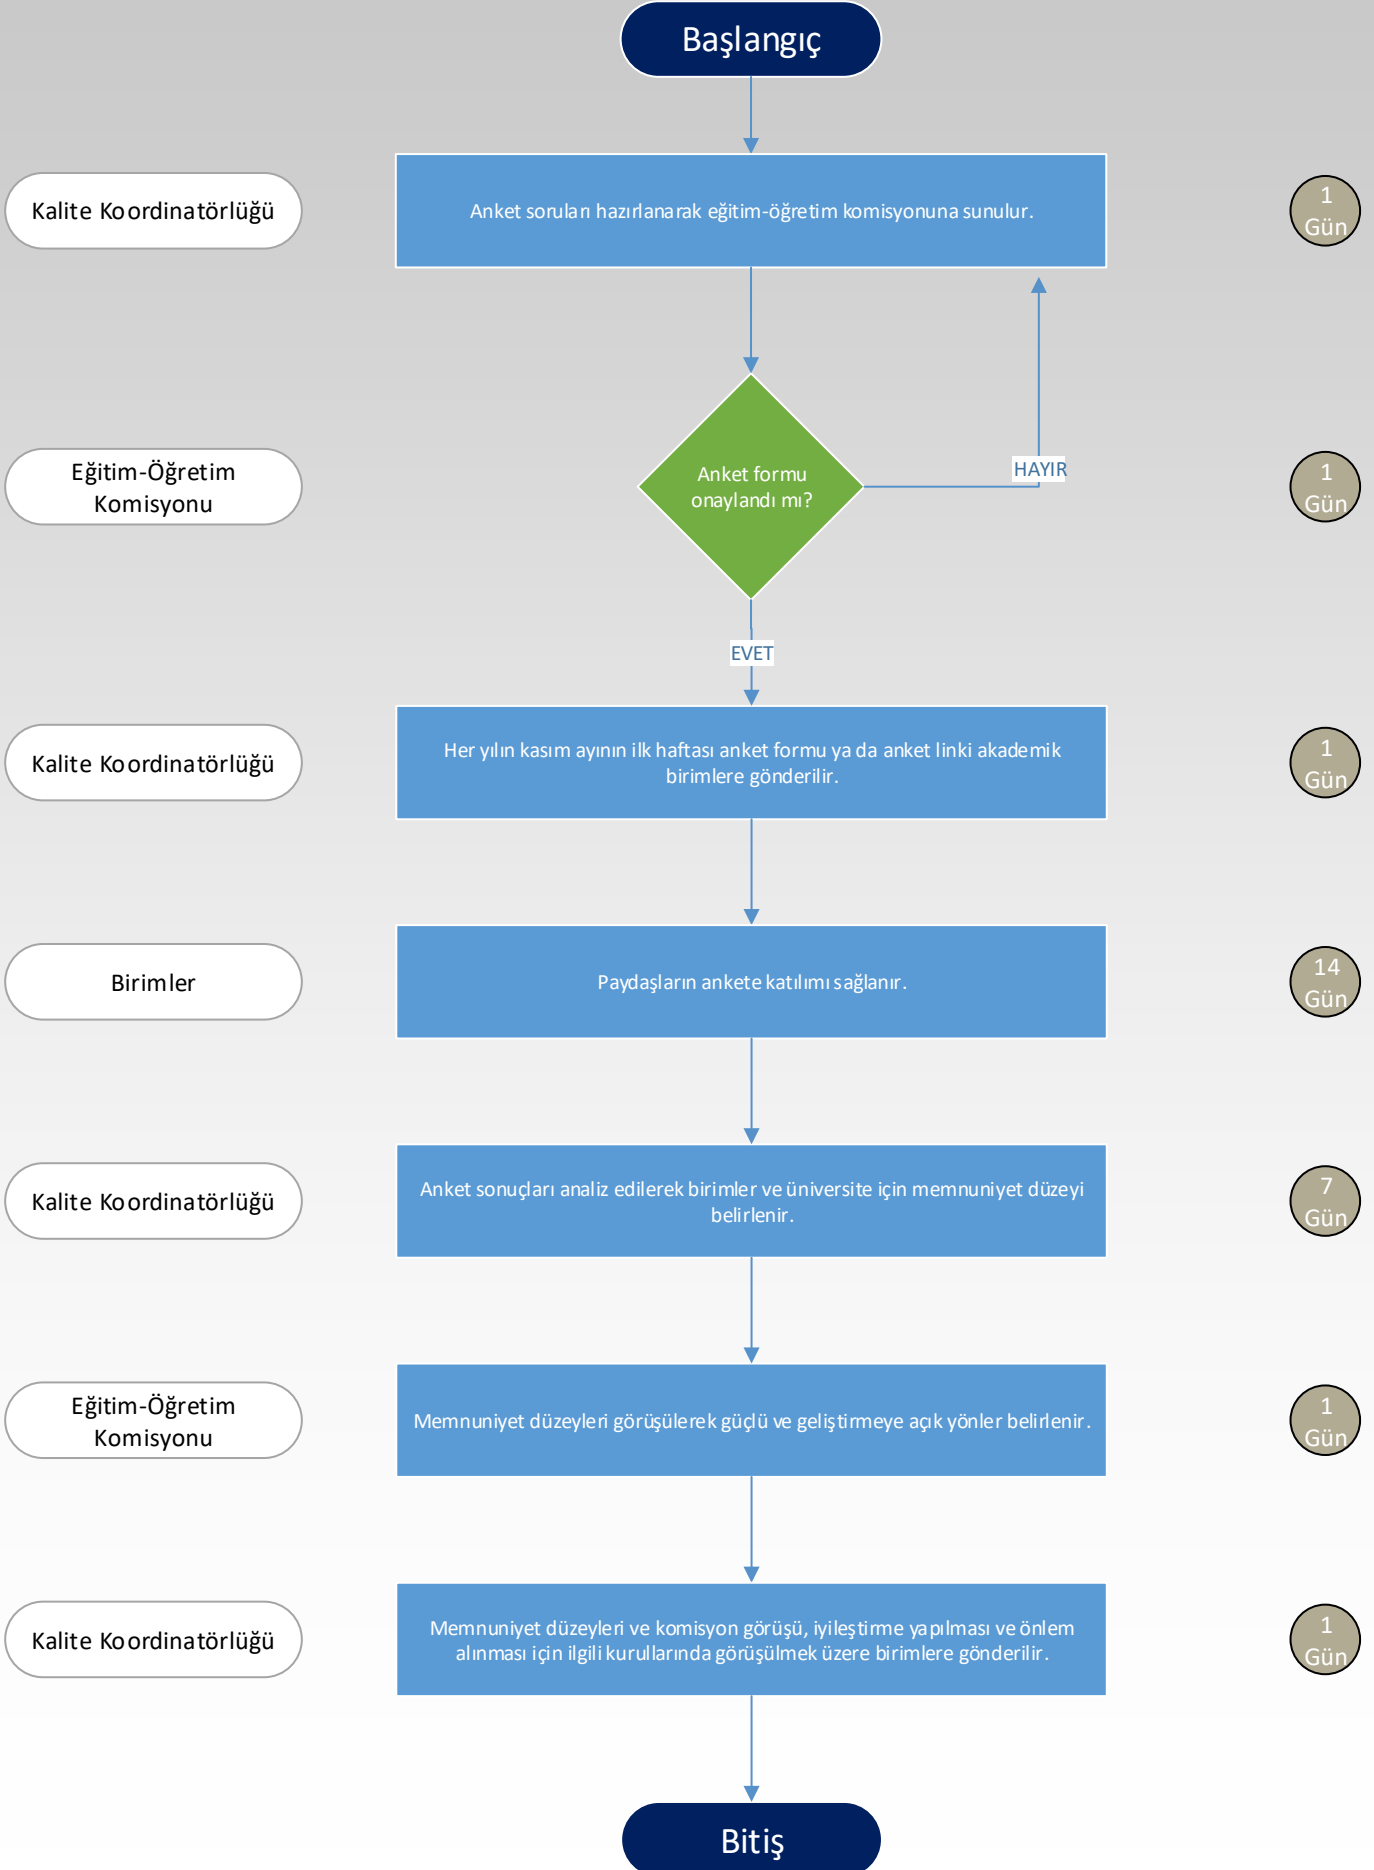 Başlangıç
Kalite Koordinatörlüğü
Anket soruları hazırlanarak eğitim-öğretim komisyonuna sunulur.
1
Gün
Eğitim-Öğretim
Komisyonu
Anket formu
onaylandı mı?
HAYIR
1
Gün
EVET
Kalite Koordinatörlüğü
Her yılın kasım ayının ilk haftası anket formu ya da anket linki akademik
birimlere gönderilir.
1
Gün
Birimler
Paydaşların ankete katılımı sağlanır.
14
Gün
Kalite Koordinatörlüğü
Anket sonuçları analiz edilerek birimler ve üniversite için memnuniyet düzeyi
belirlenir.
7
Gün
Eğitim-Öğretim
Komisyonu
Memnuniyet düzeyleri görüşülerek güçlü ve geliştirmeye açık yönler belirlenir.
1
Gün
Kalite Koordinatörlüğü
Memnuniyet düzeyleri ve komisyon görüşü, iyileştirme yapılması ve önlem
alınması için ilgili kurullarında görüşülmek üzere birimlere gönderilir.
1
Gün
Bitiş